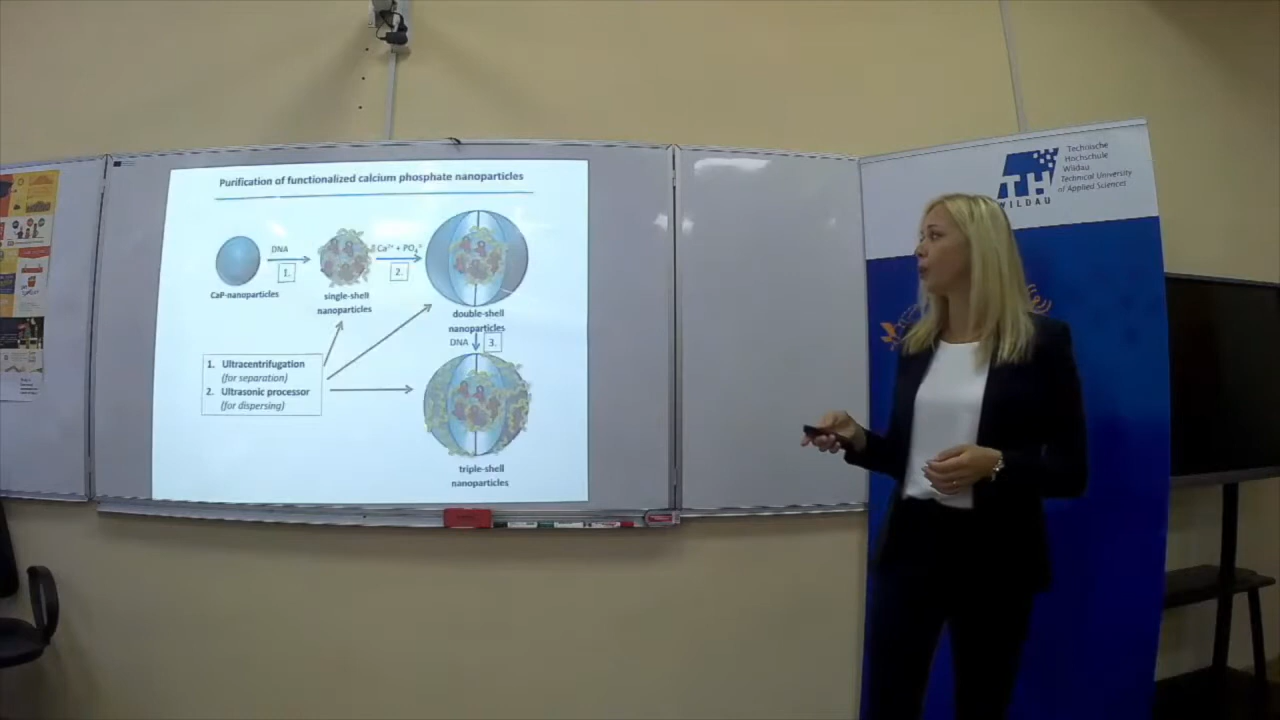 Purification of functionalized calcium phosphate nanoparticles
DNA
1.
Ca²⁺ + PO₄³⁻
2.
CaP-nanoparticles
single-shell
nanoparticles
double-shell
nanoparticles
DNA
3.
1. Ultracentrifugation
(for separation)
2. Ultrasonic processor
(for dispersing)
triple-shell
nanoparticles
Technische
Hochschule
Wildau
Technical University
of Applied Sciences
TH
WILDAU